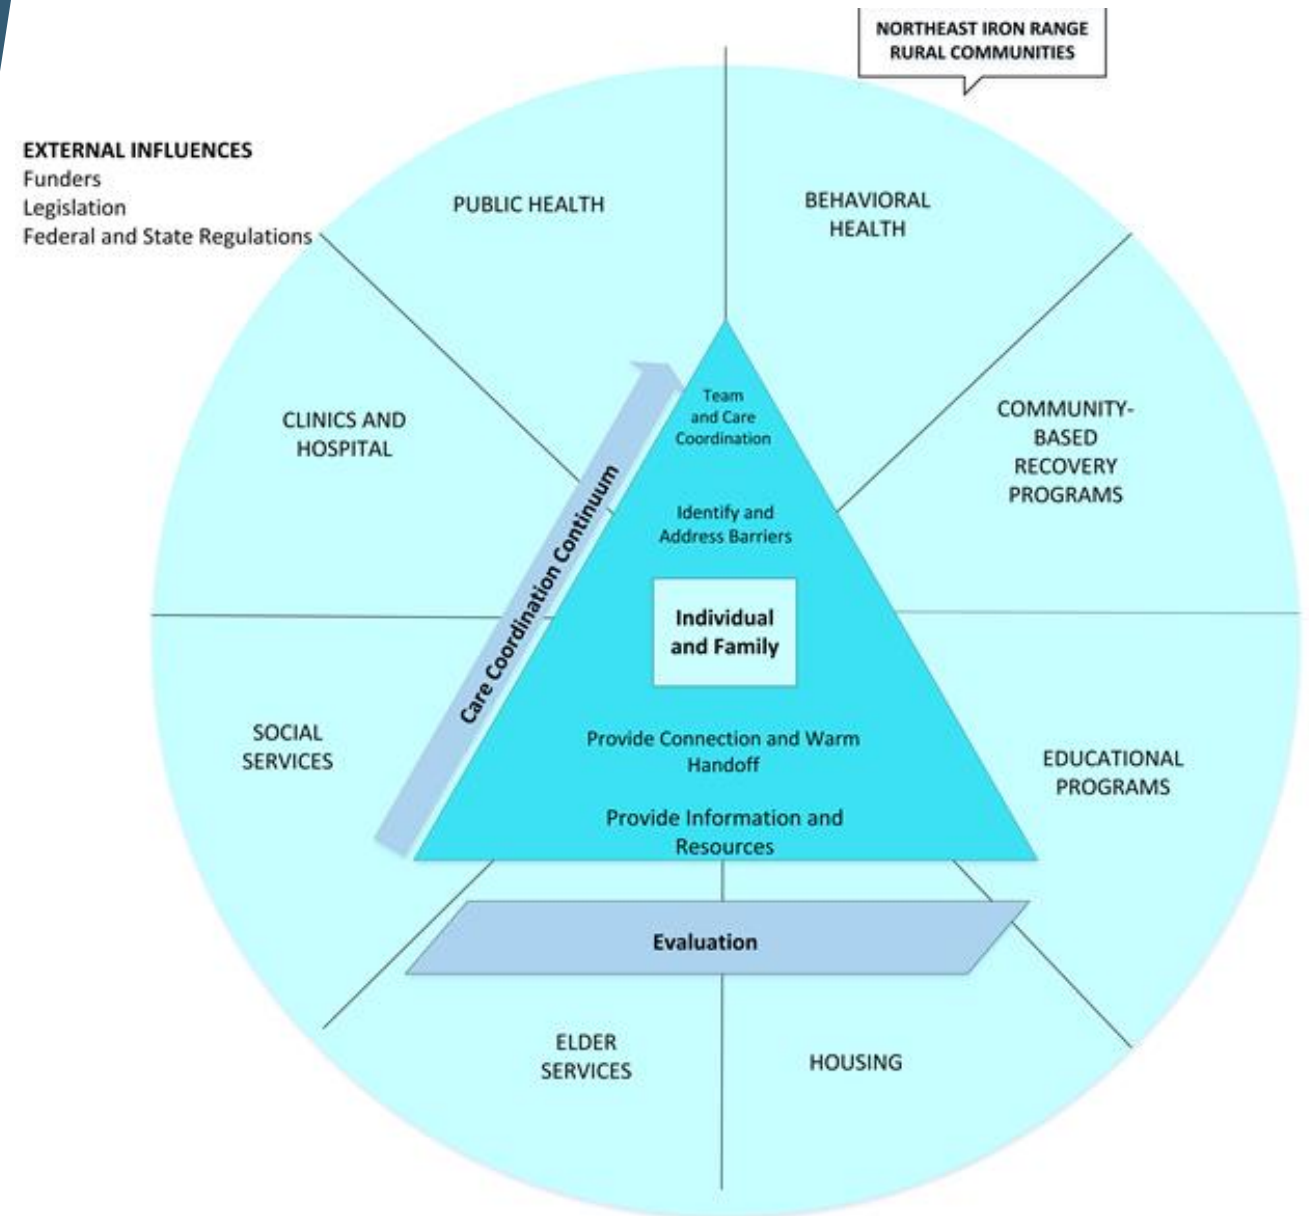 NORTHEAST IRON RANGE
RURAL COMMUNITIES
EXTERNAL INFLUENCES
Funders
Legislation
Federal and State Regulations
PUBLIC HEALTH
BEHAVIORAL
HEALTH
CLINICS AND
HOSPITAL
COMMUNITY-
BASED
RECOVERY
PROGRAMS
Team
and Care
Coordination
Identify and
Address Barriers
Care Coordination Continuum
Individual
and Family
SOCIAL
SERVICES
Provide Connection and Warm
Handoff
EDUCATIONAL
PROGRAMS
Provide Information and
Resources
Evaluation
ELDER
SERVICES
HOUSING